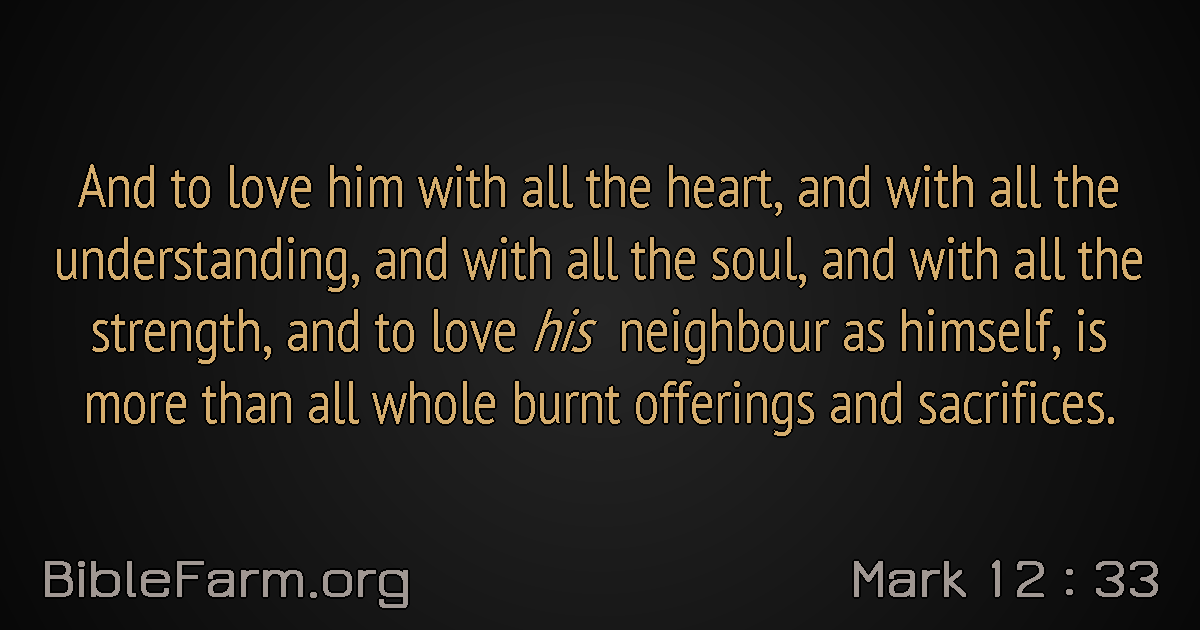 And to love him with all the heart, and with all the
understanding, and with all the soul, and with all the
strength, and to love his neighbour as himself, is
more than all whole burnt offerings and sacrifices.
BibleFarm.org
Mark 12 : 33